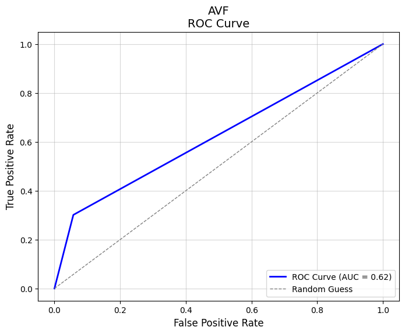 AVF
ROC Curve
True Positive Rate
1.0
0.8
0.6
0.4
0.2
0.0
0.0 0.2 0.4 0.6 0.8 1.0
False Positive Rate
ROC Curve (AUC = 0.62)
Random Guess